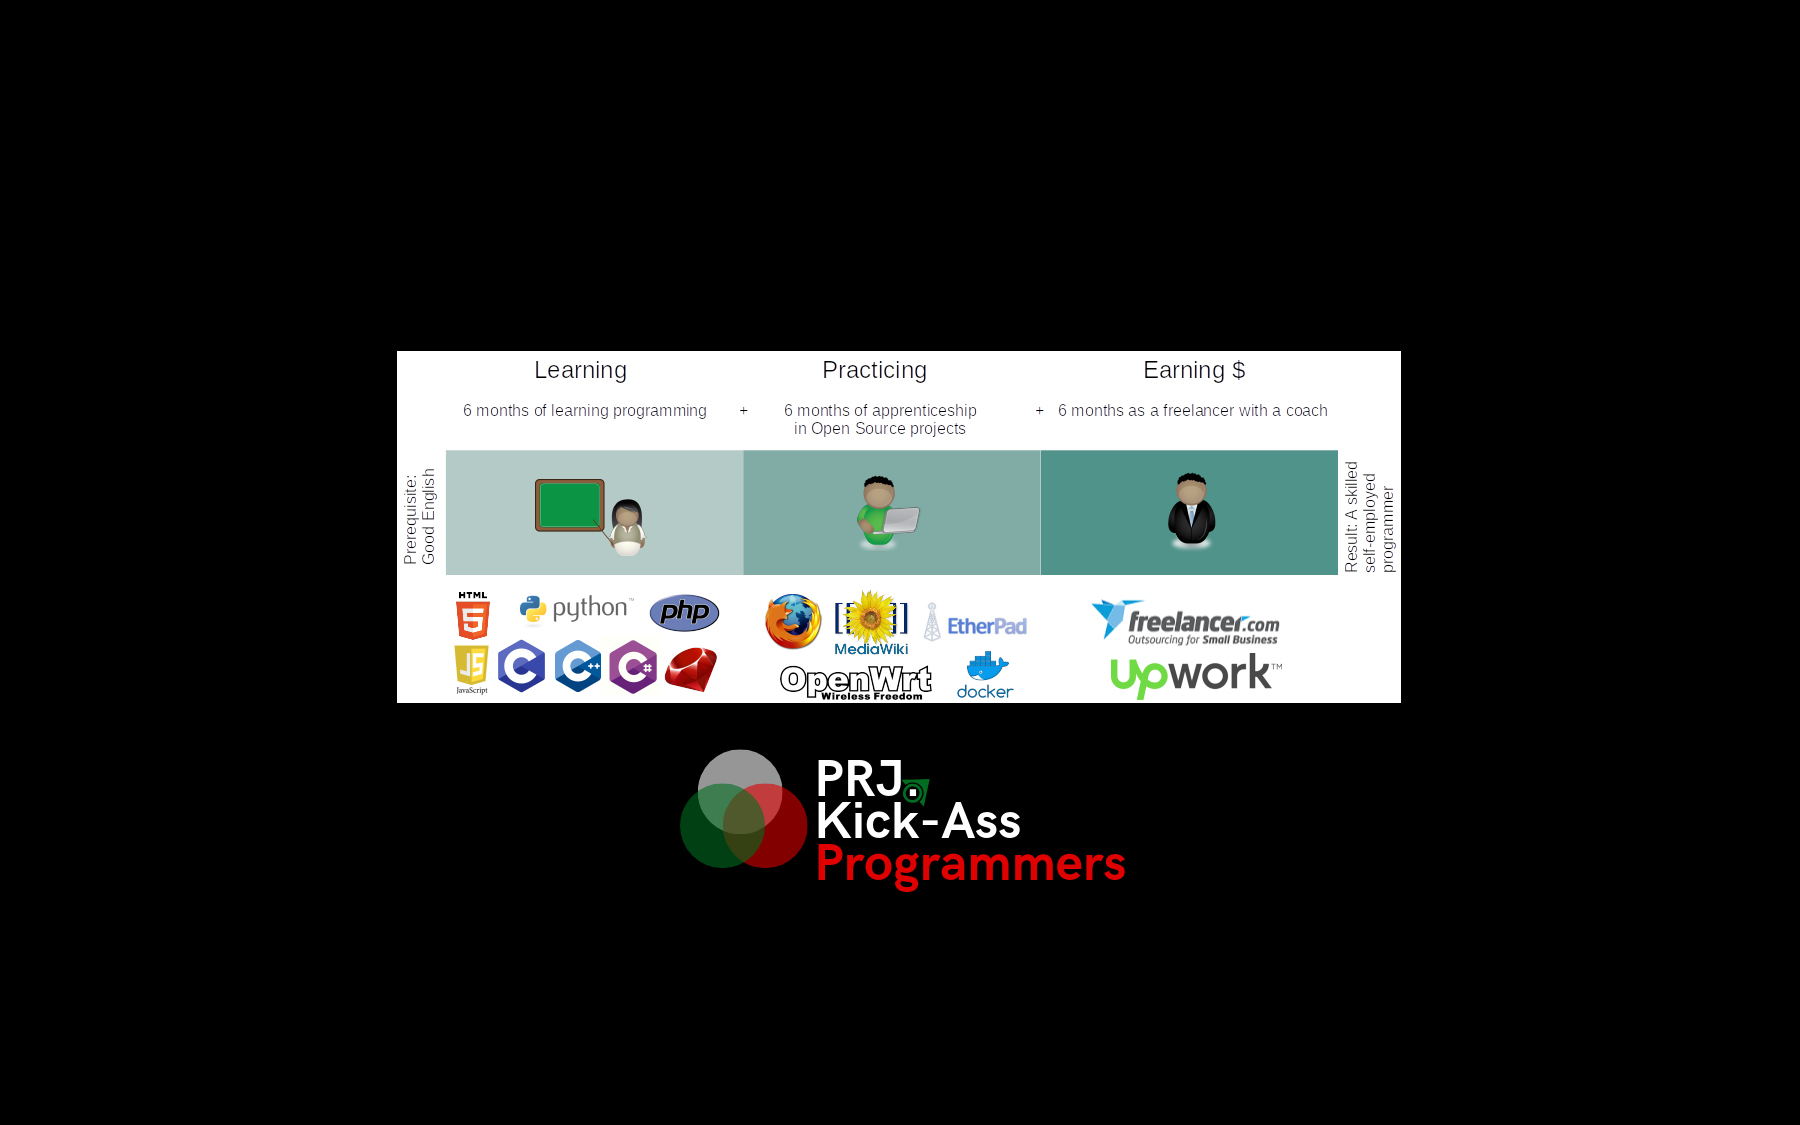 Learning
Practicing
Earning $
6 months of learning programming
+
6 months of apprenticeship
in Open Source projects
+
6 months as a freelancer with a coach
Prerequisite:
Good English
Result: A skilled
self-employed
programmer
HTML
5
python™
php
JS
JavaScript
C
C++
C#
[[ ]]
MediaWiki
EtherPad
OpenWrt
Wireless Freedom
docker
freelancer.com
Outsourcing for Small Business
upwork™
PRJ.
Kick-Ass
Programmers